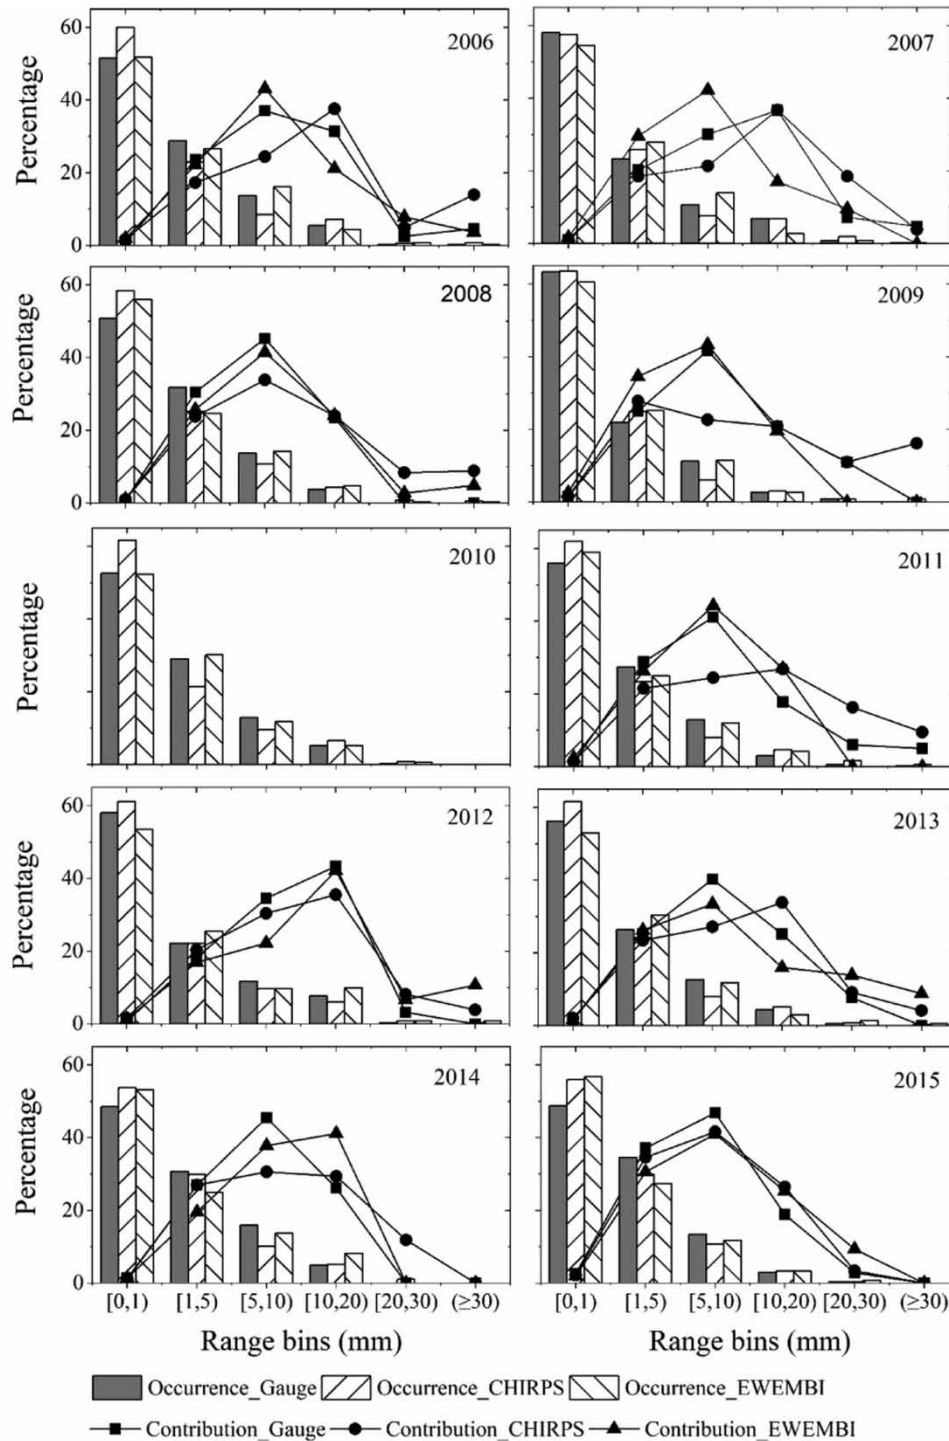 60
40
20
0
Percentage
2006
2007
60
40
20
0
Percentage
2008
2009
Percentage
2010
2011
60
40
20
0
Percentage
2012
2013
60
40
20
0
Percentage
2014
2015
[0,1) [1,5) [5,10) [10,20) [20,30) (≥30)
[0,1) [1,5) [5,10) [10,20) [20,30) (≥30)
Range bins (mm)
Range bins (mm)
Occurrence_Gauge Occurrence_CHIRPS Occurrence_EWEMBI
Contribution_Gauge Contribution_CHIRPS Contribution_EWEMBI